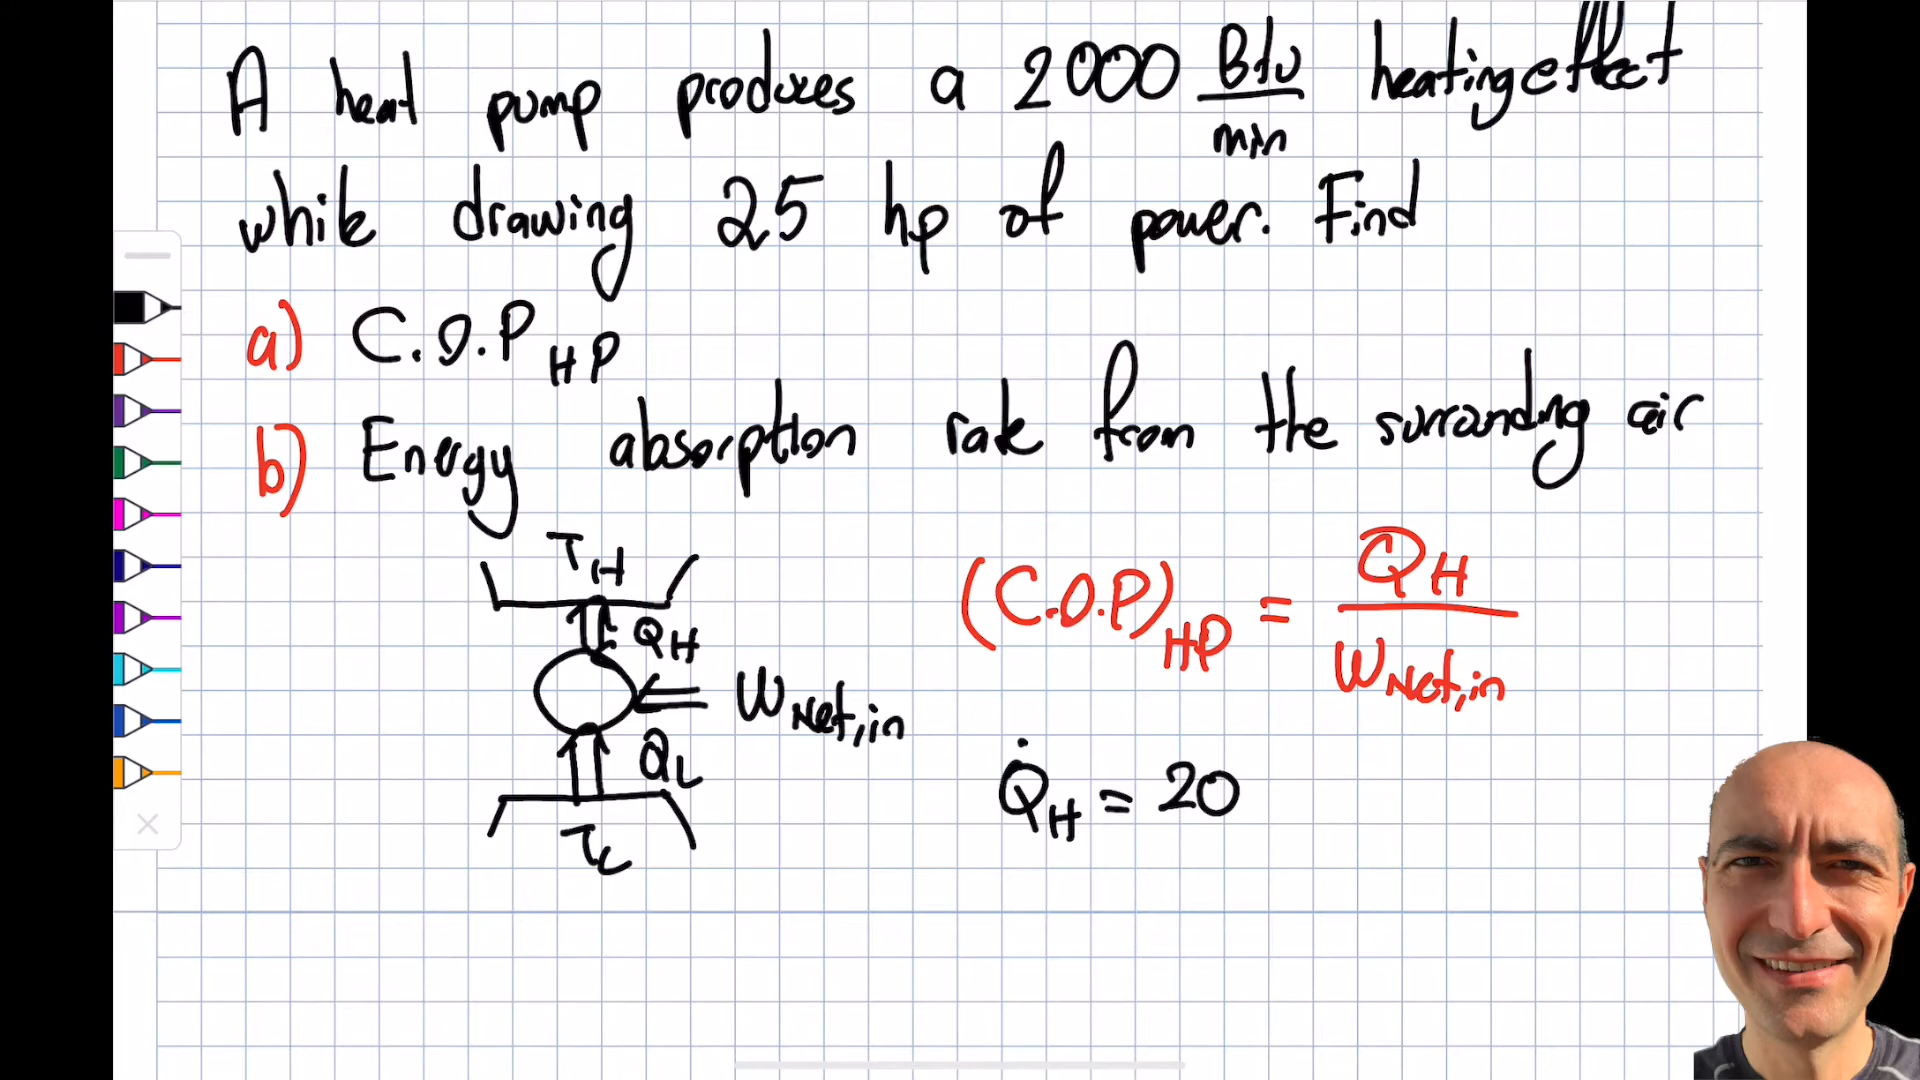 A heat pump produces a 2000 Btu/min heating effect
while drawing 25 hp of power. Find
a) C.O.P HP
b) Energy absorption rate from the surrounding air
TH
QH
WNet,in
QL
TL
(C.O.P)HP = QH/WNet,in
Q̇H = 20